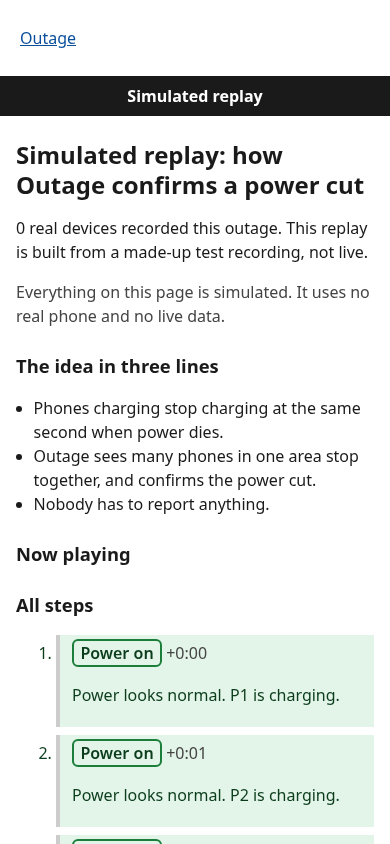 Outage
Simulated replay
Simulated replay: how
Outage confirms a power cut
0 real devices recorded this outage. This replay
is built from a made-up test recording, not live.
Everything on this page is simulated. It uses no
real phone and no live data.
The idea in three lines
• Phones charging stop charging at the same
second when power dies.
• Outage sees many phones in one area stop
together, and confirms the power cut.
• Nobody has to report anything.
Now playing
All steps
1. Power on +0:00
Power looks normal. P1 is charging.
2. Power on +0:01
Power looks normal. P2 is charging.